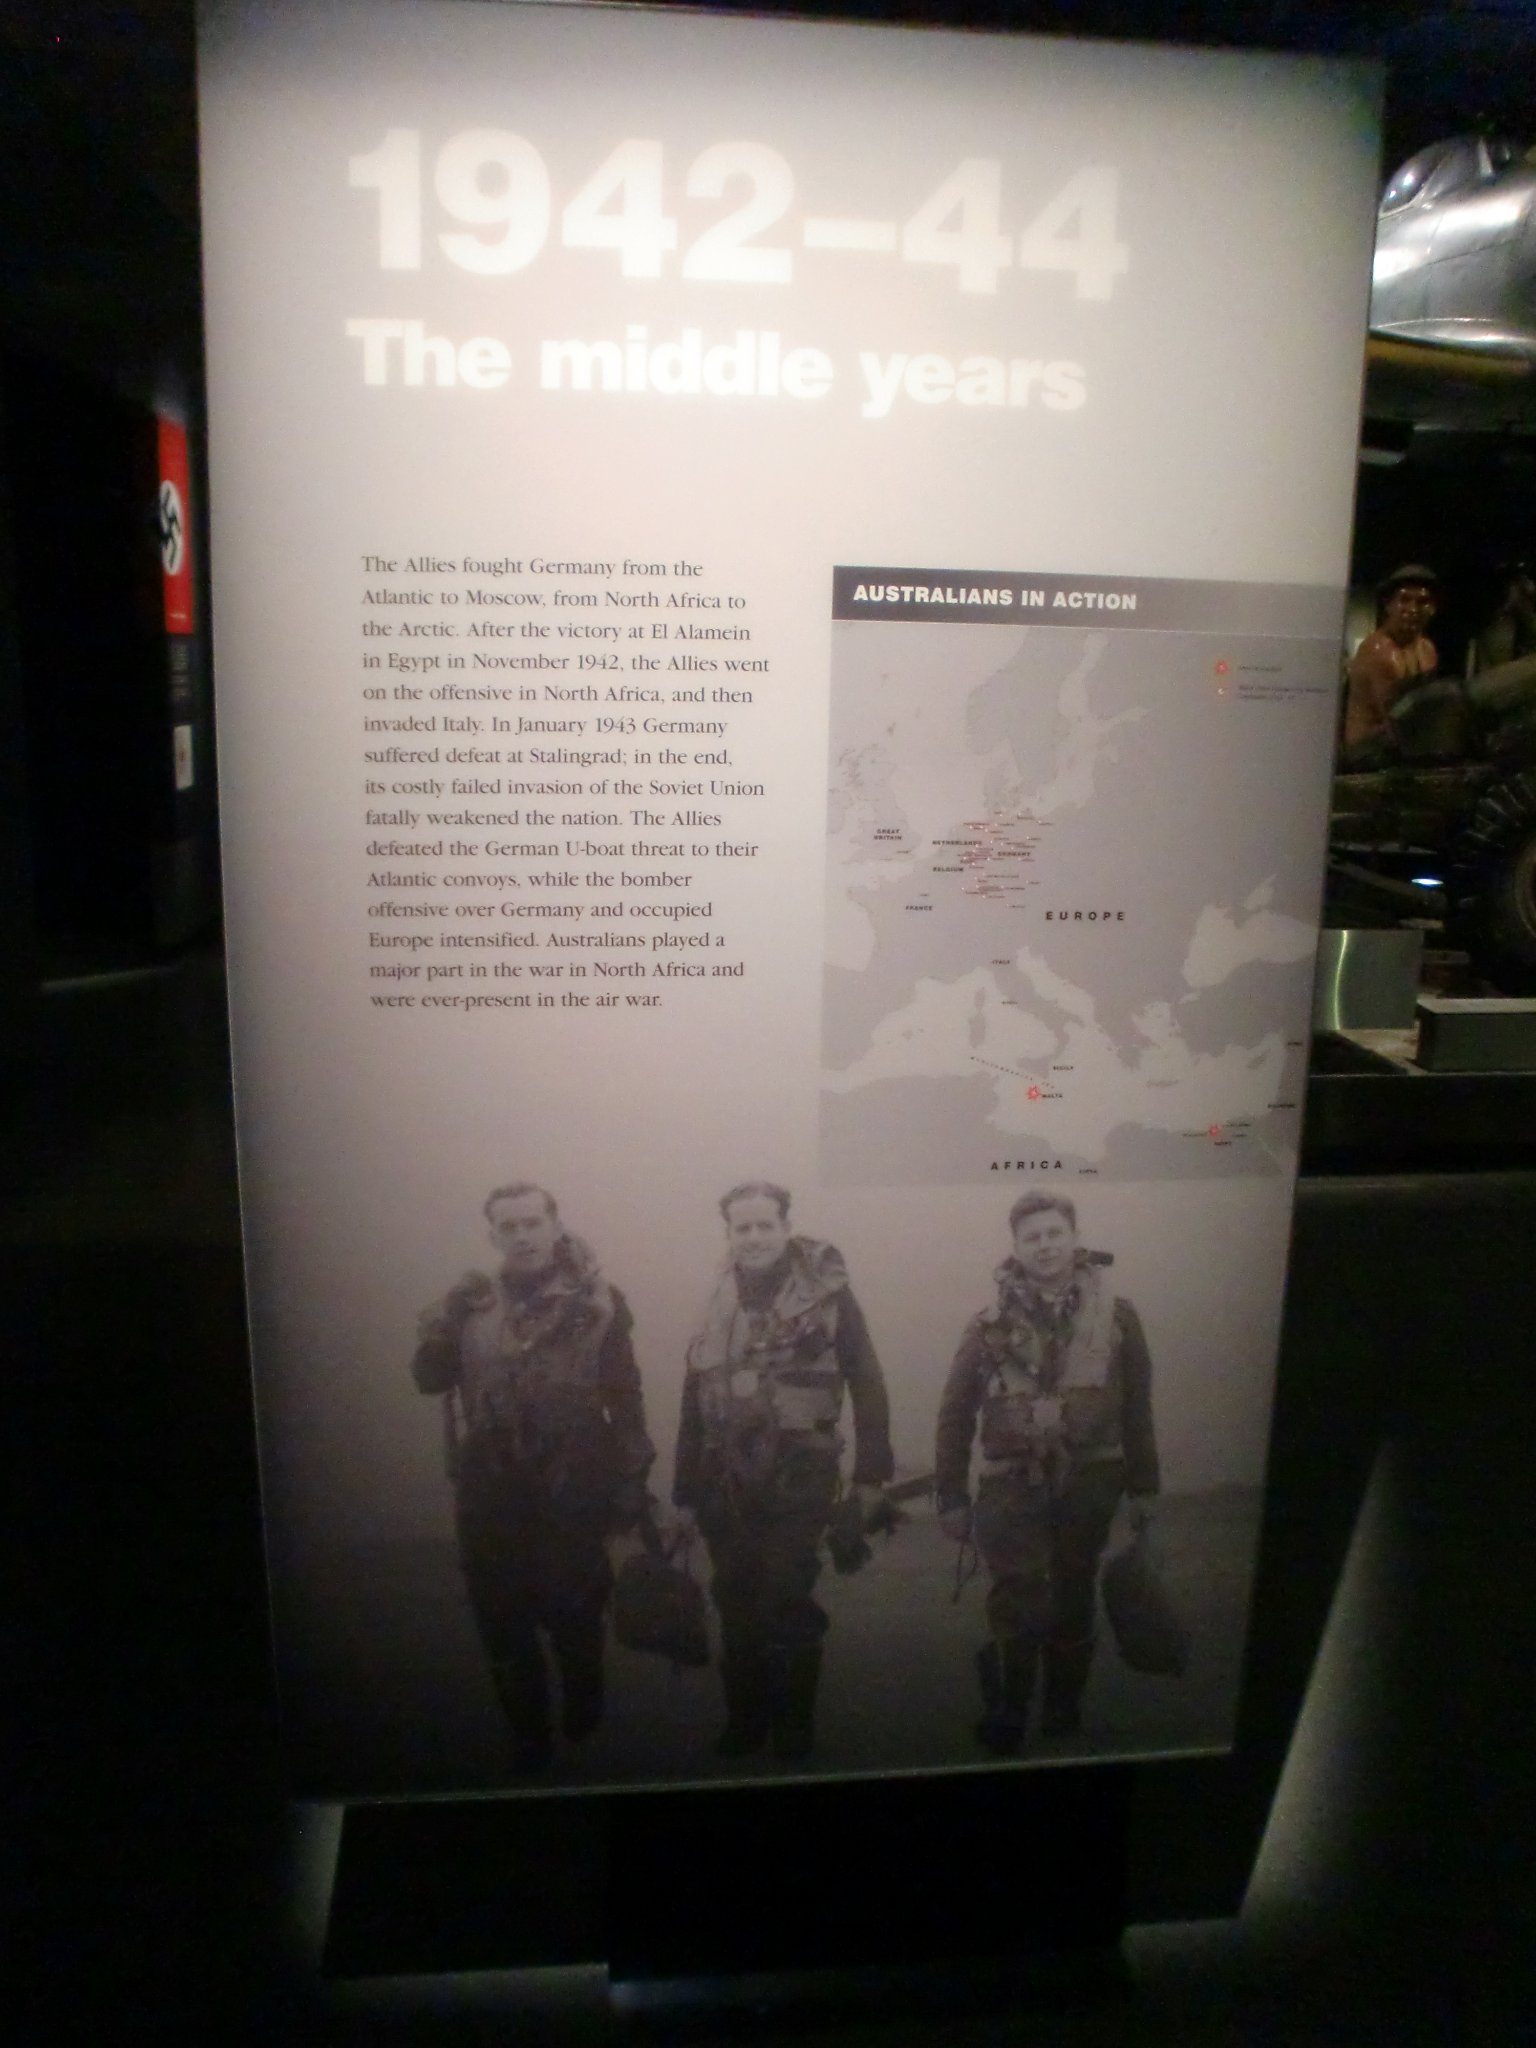 1942–44
The middle years
The Allies fought Germany from the
Atlantic to Moscow, from North Africa to
the Arctic. After the victory at El Alamein
in Egypt in November 1942, the Allies went
on the offensive in North Africa, and then
invaded Italy. In January 1943 Germany
suffered defeat at Stalingrad; in the end,
its costly failed invasion of the Soviet Union
fatally weakened the nation. The Allies
defeated the German U-boat threat to their
Atlantic convoys, while the bomber
offensive over Germany and occupied
Europe intensified. Australians played a
major part in the war in North Africa and
were ever-present in the air war.
AUSTRALIANS IN ACTION
GREAT
BRITAIN
NETHERLANDS
GERMANY
BELGIUM
FRANCE
EUROPE
ITALY
SICILY
MALTA
EGYPT
AFRICA
LIBYA